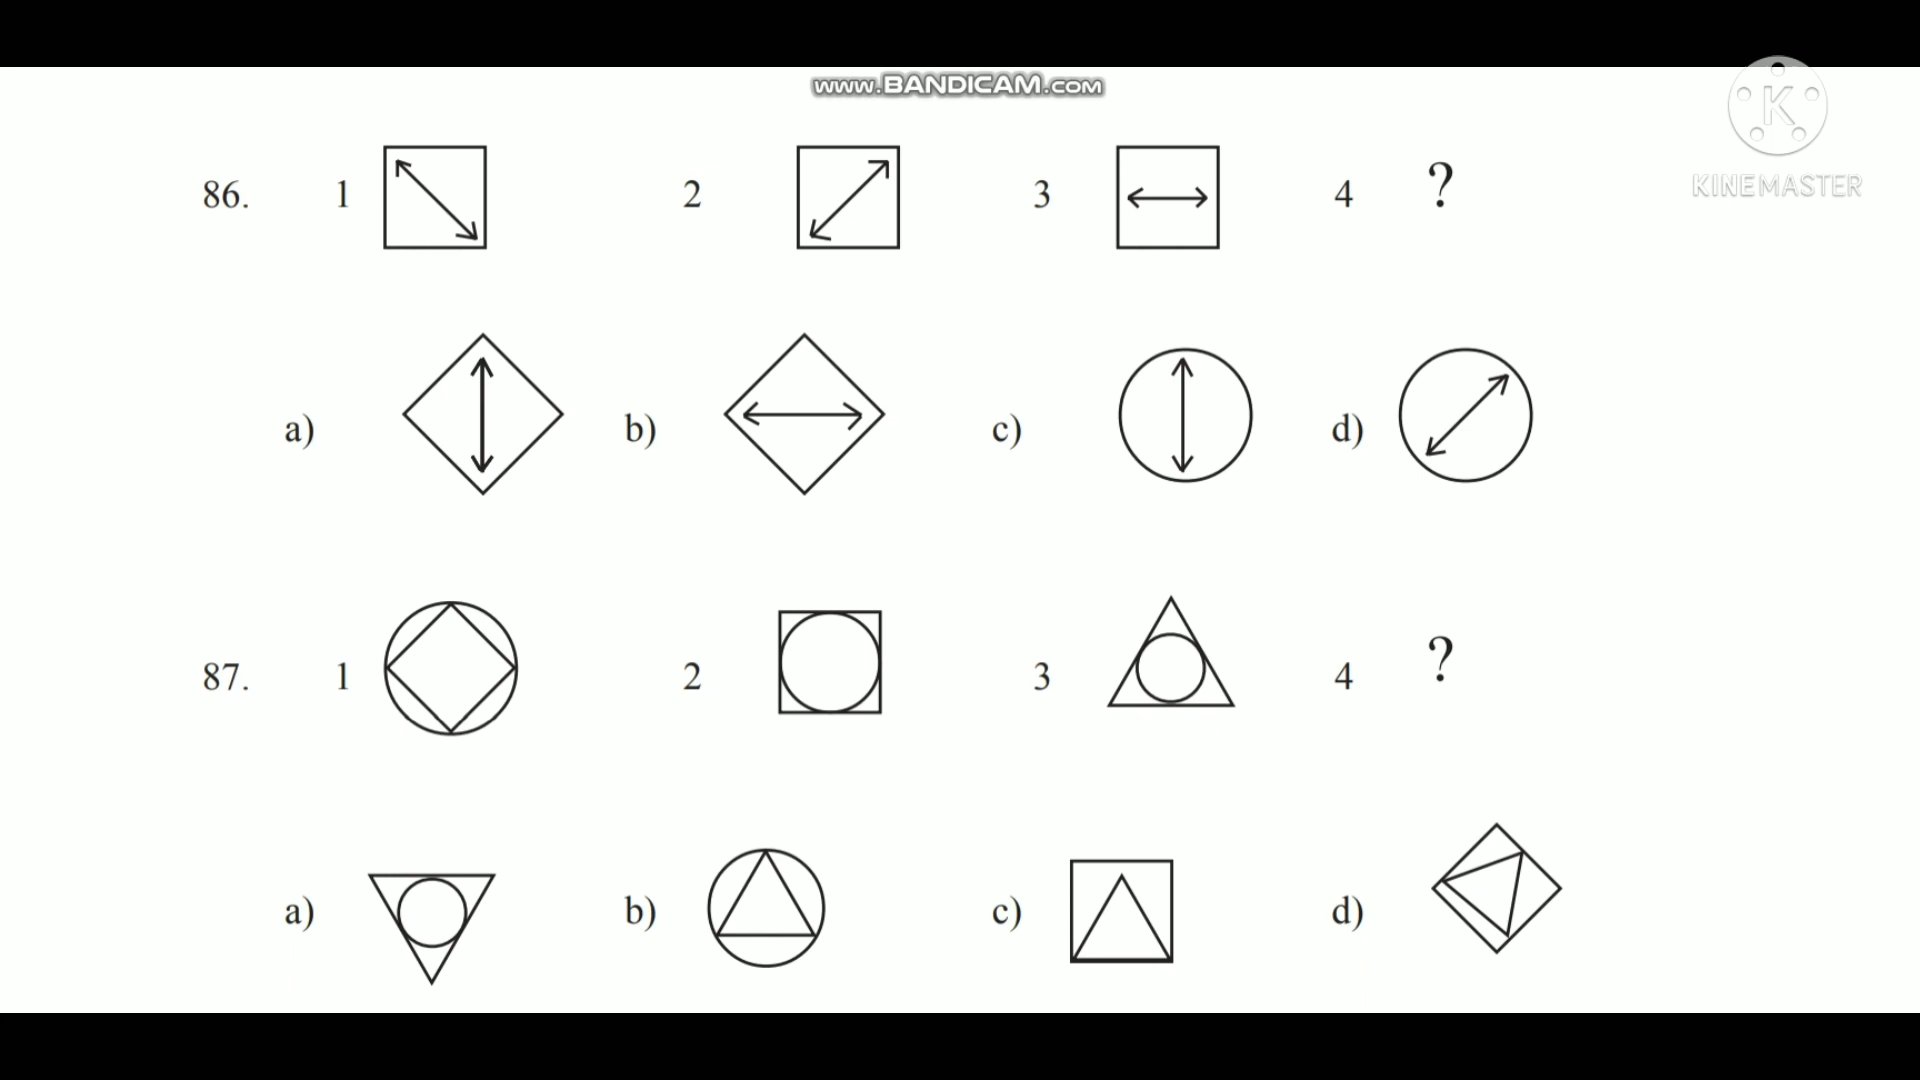 www.BANDICAM.com
K
KINEMASTER
86. 1 2 3 4 ?
a) b) c) d)
87. 1 2 3 4 ?
a) b) c) d)